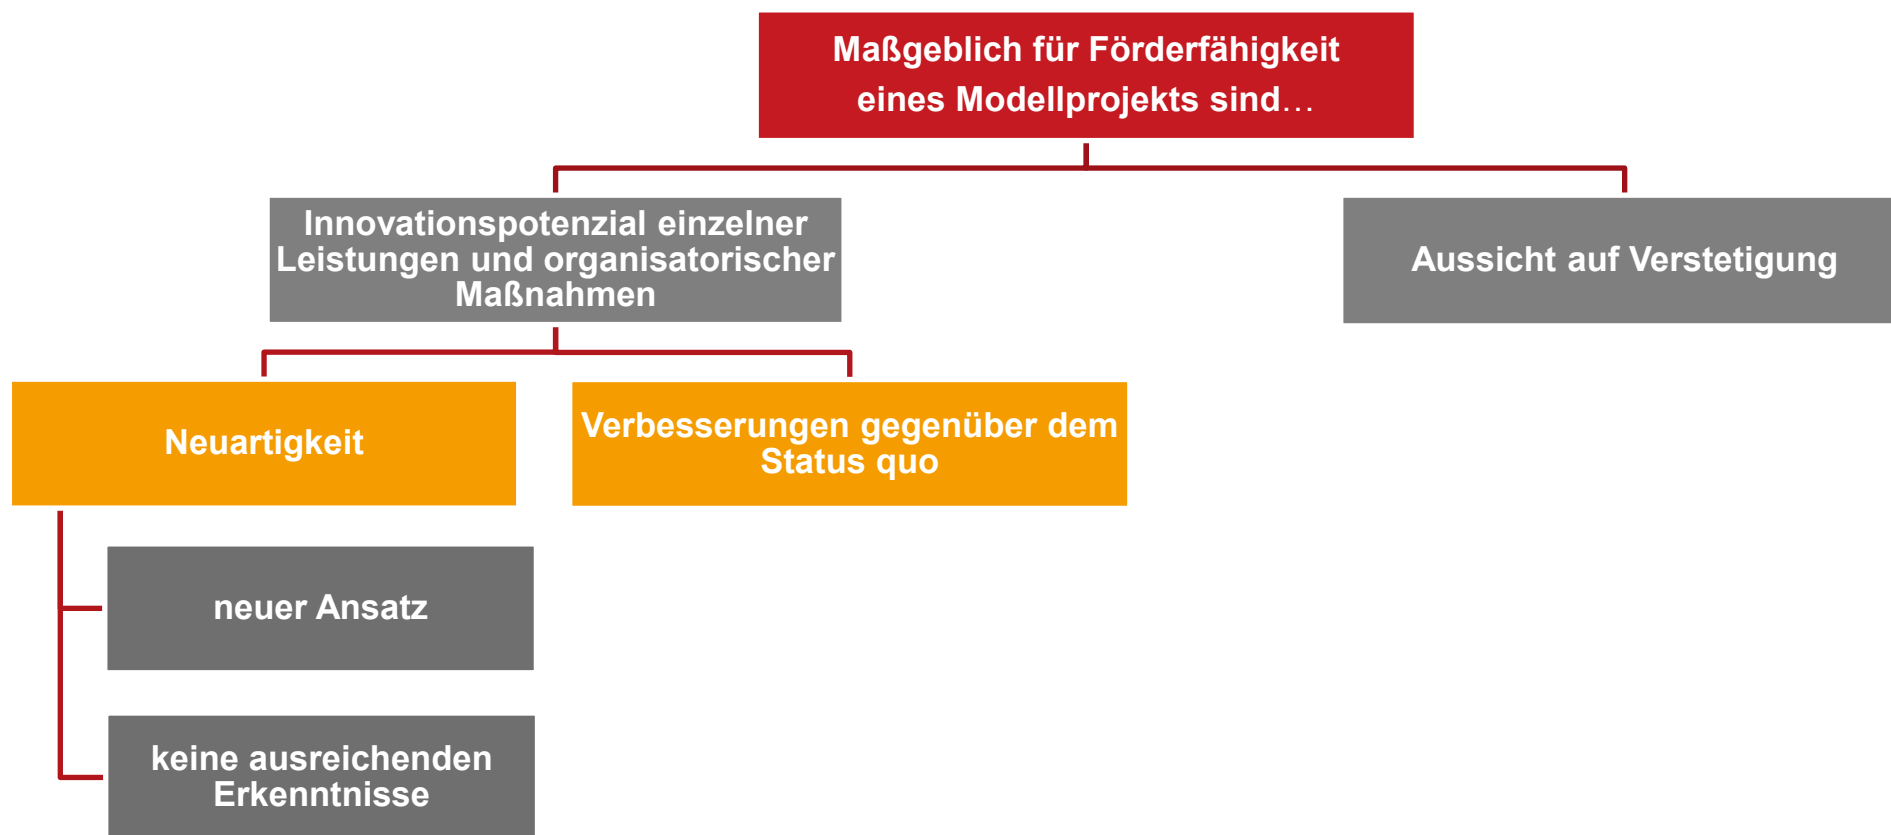 Maßgeblich für Förderfähigkeit
eines Modellprojekts sind…
Innovationspotenzial einzelner
Leistungen und organisatorischer
Maßnahmen
Aussicht auf Verstetigung
Neuartigkeit
Verbesserungen gegenüber dem
Status quo
neuer Ansatz
keine ausreichenden
Erkenntnisse